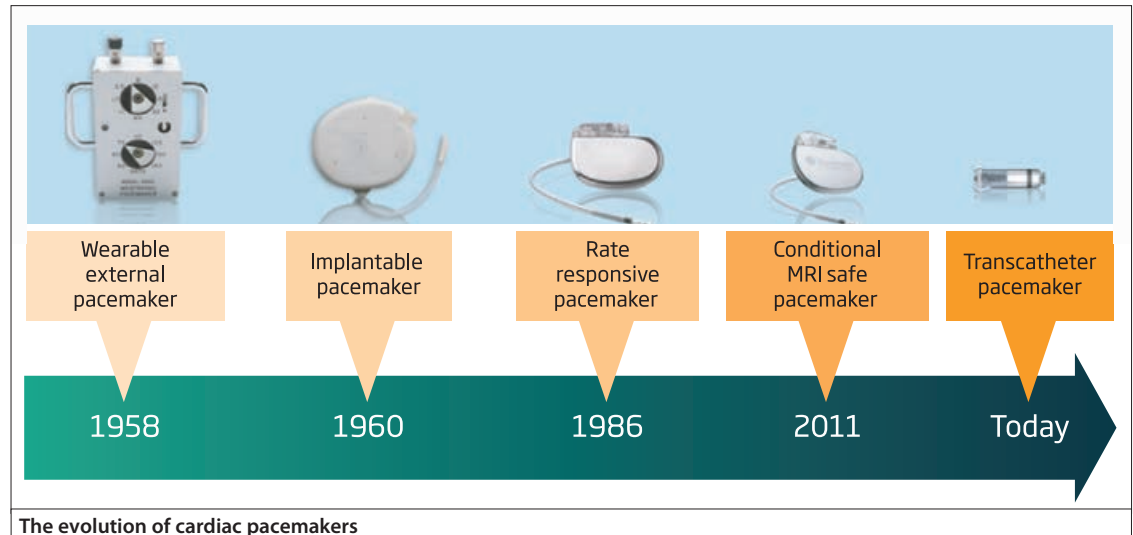 Wearable
external
pacemaker
Implantable
pacemaker
Rate
responsive
pacemaker
Conditional
MRI safe
pacemaker
Transcatheter
pacemaker
1958
1960
1986
2011
Today
The evolution of cardiac pacemakers